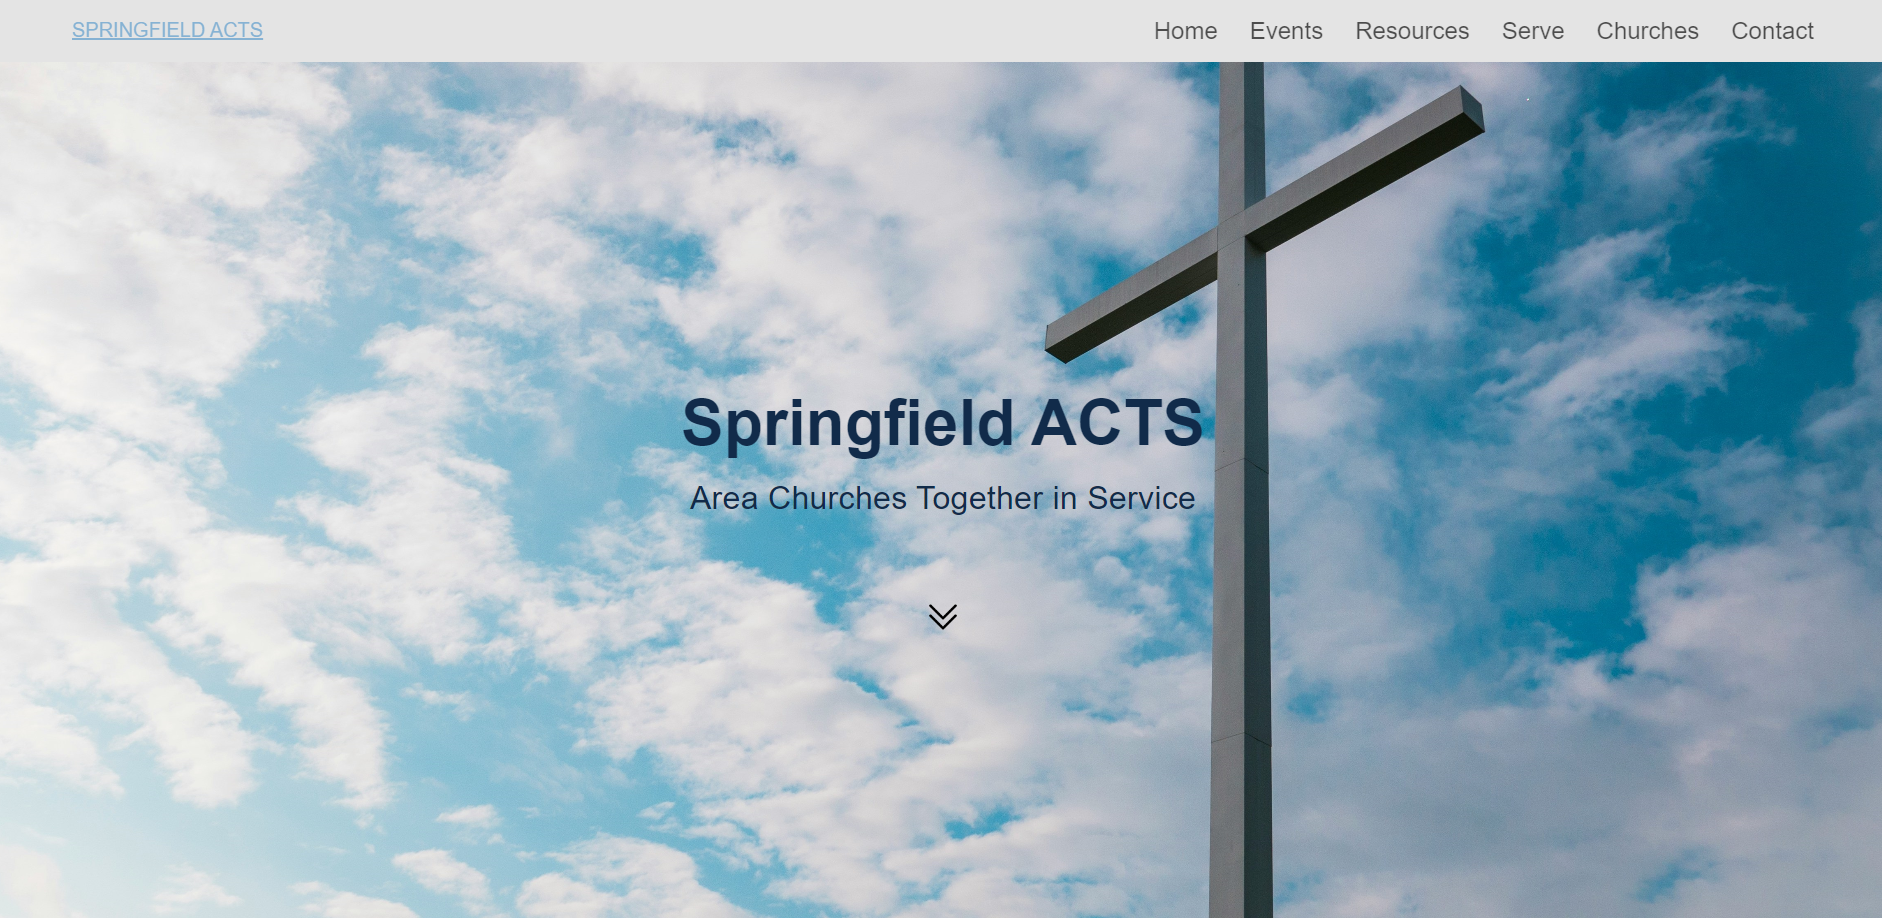 SPRINGFIELD ACTS
Home Events Resources Serve Churches Contact
Springfield ACTS
Area Churches Together in Service